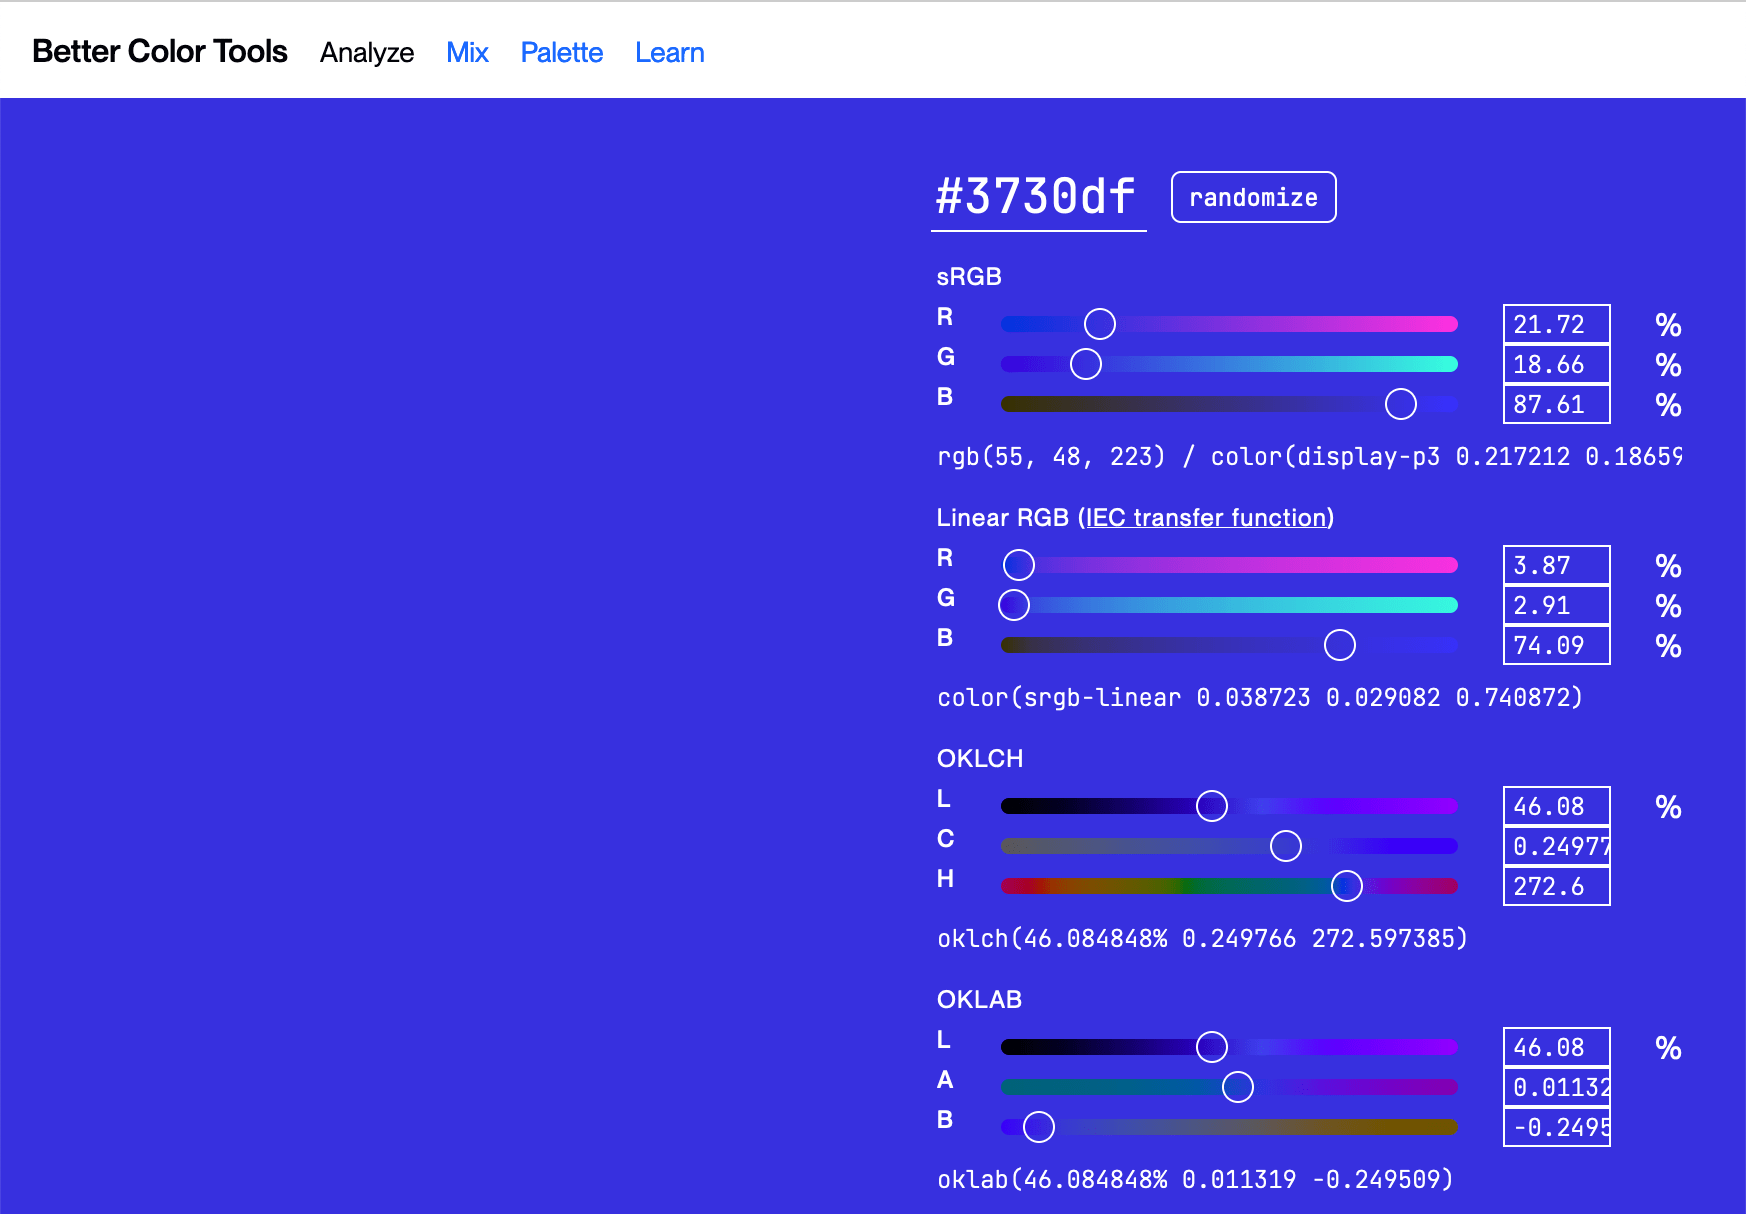 Better Color Tools Analyze Mix Palette Learn
#3730df randomize
sRGB
R 21.72 %
G 18.66 %
B 87.61 %
rgb(55, 48, 223) / color(display-p3 0.217212 0.18659
Linear RGB (IEC transfer function)
R 3.87 %
G 2.91 %
B 74.09 %
color(srgb-linear 0.038723 0.029082 0.740872)
OKLCH
L 46.08 %
C 0.24977
H 272.6
oklch(46.084848% 0.249766 272.597385)
OKLAB
L 46.08 %
A 0.01132
B -0.2495
oklab(46.084848% 0.011319 -0.249509)